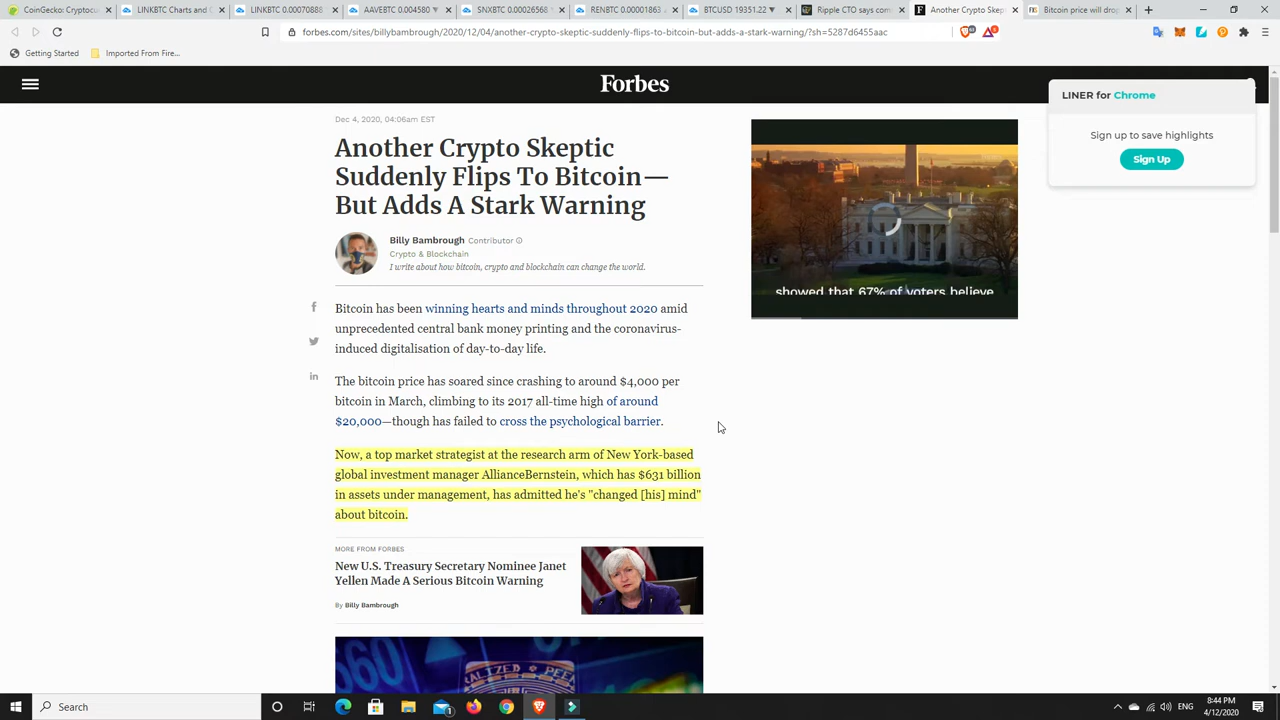 CoinGecko: Cryptocu
LINKBTC Charts and
LINKBTC 0.00070888
AAVEBTC 0.004580
SNXBTC 0.00026568
RENBTC 0.00001863
BTCUSD 19351.22
Ripple CTO says com
Another Crypto Skep
Bitcoin price will drop
forbes.com/sites/billybambrough/2020/12/04/another-crypto-skeptic-suddenly-flips-to-bitcoin-but-adds-a-stark-warning/?sh=5287d6455aac
Getting Started
Imported From Fire...
Forbes
LINER for Chrome
Sign up to save highlights
Sign Up
Dec 4, 2020, 04:06am EST
Another Crypto Skeptic
Suddenly Flips To Bitcoin—
But Adds A Stark Warning
Billy Bambrough Contributor
Crypto & Blockchain
I write about how bitcoin, crypto and blockchain can change the world.
showed that 67% of voters believe
Bitcoin has been winning hearts and minds throughout 2020 amid
unprecedented central bank money printing and the coronavirus-
induced digitalisation of day-to-day life.
The bitcoin price has soared since crashing to around $4,000 per
bitcoin in March, climbing to its 2017 all-time high of around
$20,000—though has failed to cross the psychological barrier.
Now, a top market strategist at the research arm of New York-based
global investment manager AllianceBernstein, which has $631 billion
in assets under management, has admitted he's "changed [his] mind"
about bitcoin.
MORE FROM FORBES
New U.S. Treasury Secretary Nominee Janet
Yellen Made A Serious Bitcoin Warning
By Billy Bambrough
Search
ENG
8:44 PM
4/12/2020